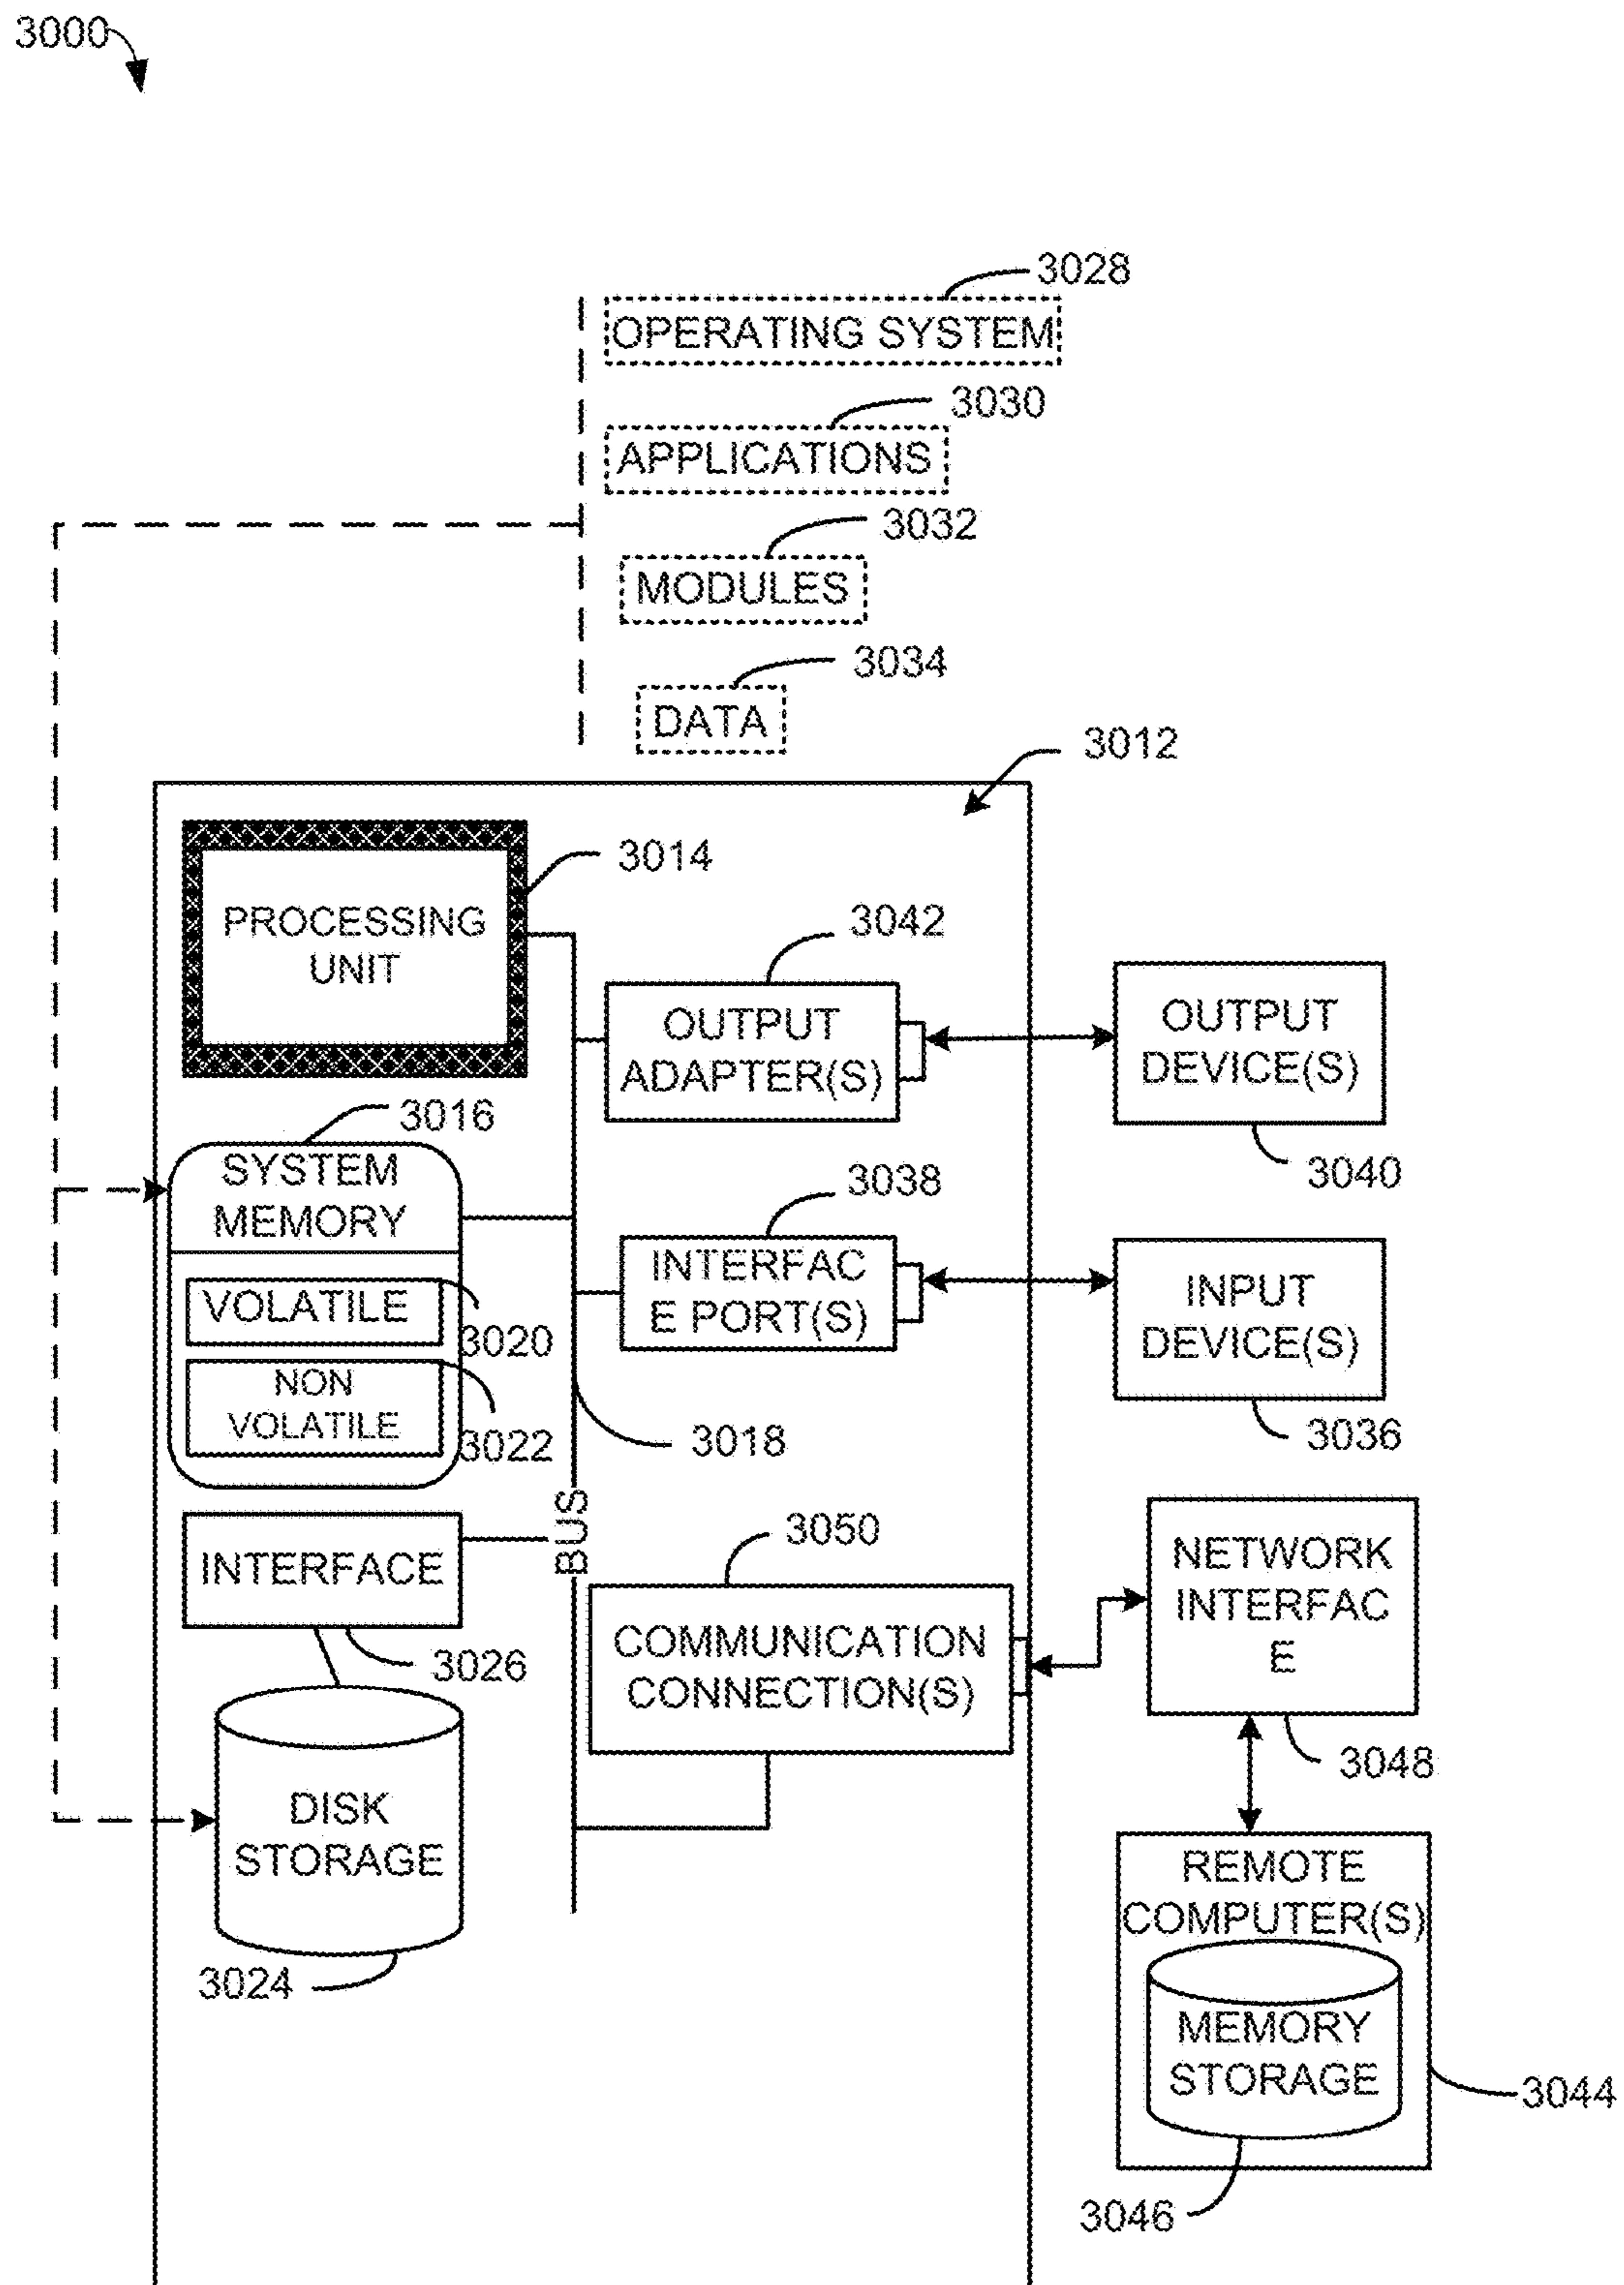 3000
3028
OPERATING SYSTEM
3030
APPLICATIONS
3032
MODULES
3034
DATA
3012
PROCESSING
UNIT
3014
3042
OUTPUT
ADAPTER(S)
OUTPUT
DEVICE(S)
3040
3016
SYSTEM
MEMORY
VOLATILE
3020
NON
VOLATILE
3022
3038
INTERFAC
E PORT(S)
INPUT
DEVICE(S)
3036
3018
BUS
INTERFACE
3026
3050
COMMUNICATION
CONNECTION(S)
NETWORK
INTERFAC
E
3048
DISK
STORAGE
3024
REMOTE
COMPUTER(S)
MEMORY
STORAGE
3044
3046